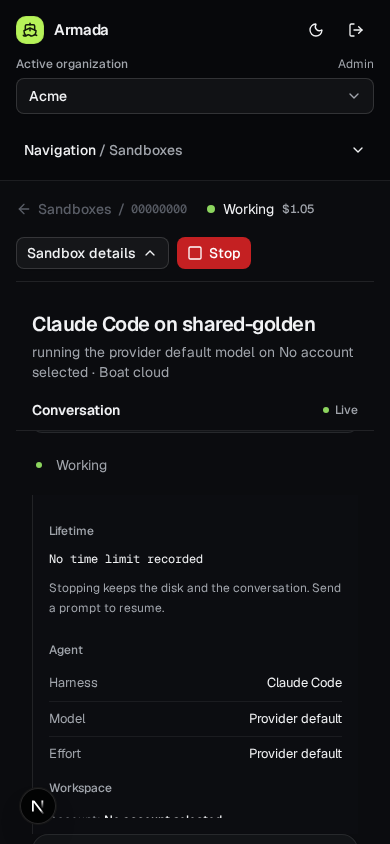 Armada
Active organization
Admin
Acme
Navigation / Sandboxes
Sandboxes / 00000000
Working $1.05
Sandbox details
Stop
Claude Code on shared-golden
running the provider default model on No account
selected · Boat cloud
Conversation
Live
Working
Lifetime
No time limit recorded
Stopping keeps the disk and the conversation. Send
a prompt to resume.
Agent
Harness
Claude Code
Model
Provider default
Effort
Provider default
Workspace
No account selected
N